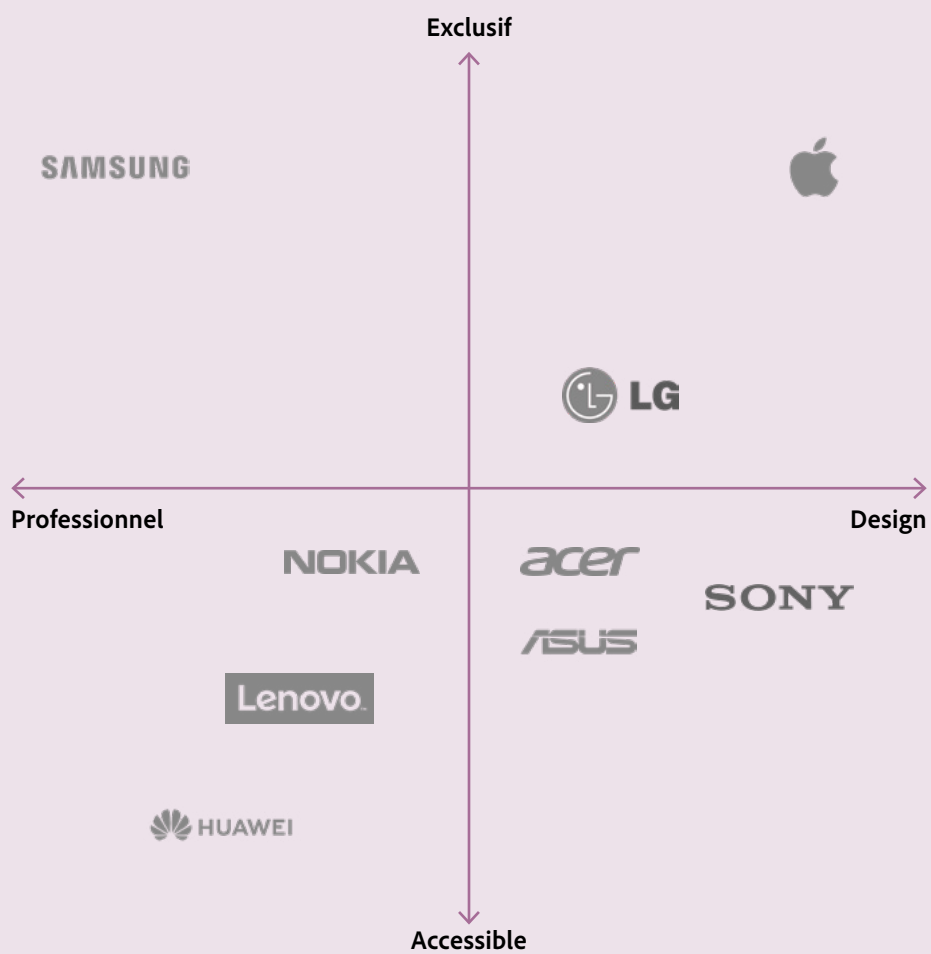 Exclusif
SAMSUNG
LG
Professionnel
Design
NOKIA
acer
SONY
ASUS
Lenovo
HUAWEI
Accessible